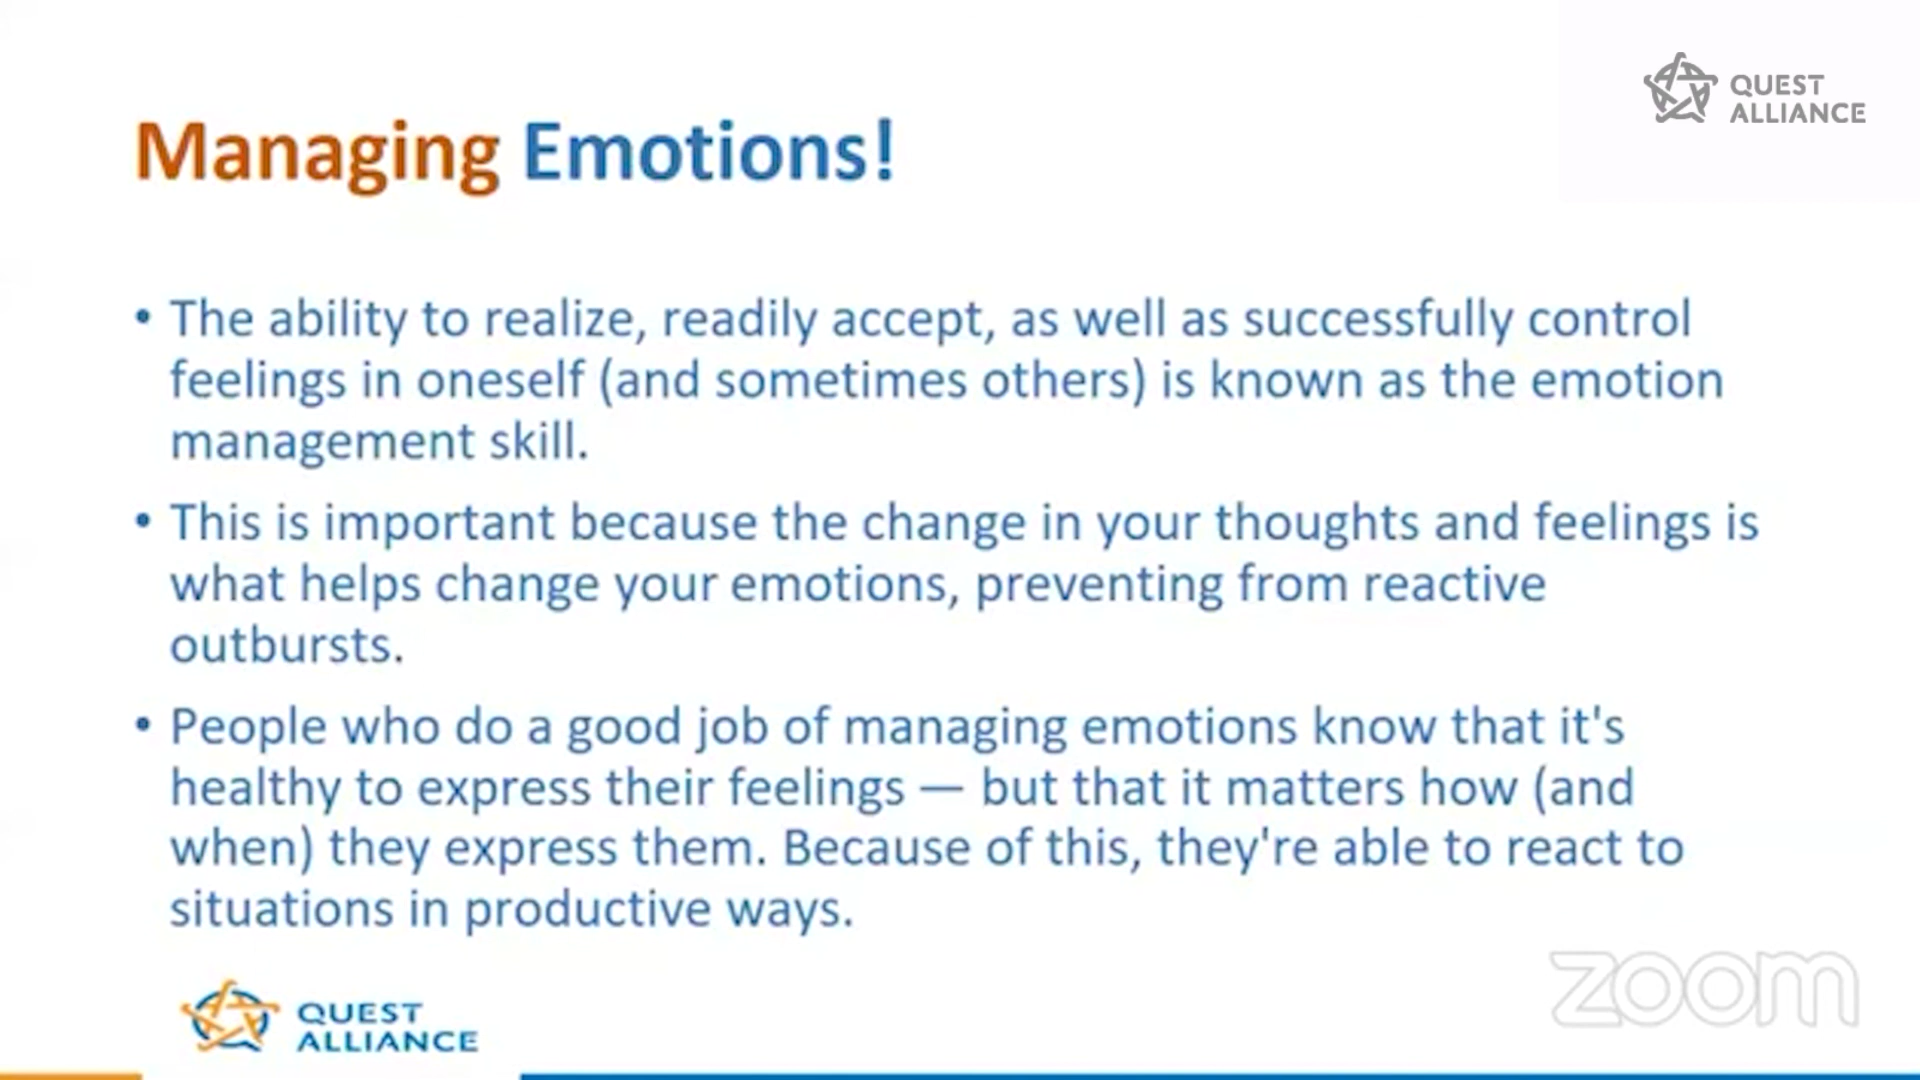 QUEST
ALLIANCE
Managing Emotions!
• The ability to realize, readily accept, as well as successfully control
feelings in oneself (and sometimes others) is known as the emotion
management skill.
• This is important because the change in your thoughts and feelings is
what helps change your emotions, preventing from reactive
outbursts.
• People who do a good job of managing emotions know that it's
healthy to express their feelings — but that it matters how (and
when) they express them. Because of this, they're able to react to
situations in productive ways.
zoom
QUEST
ALLIANCE